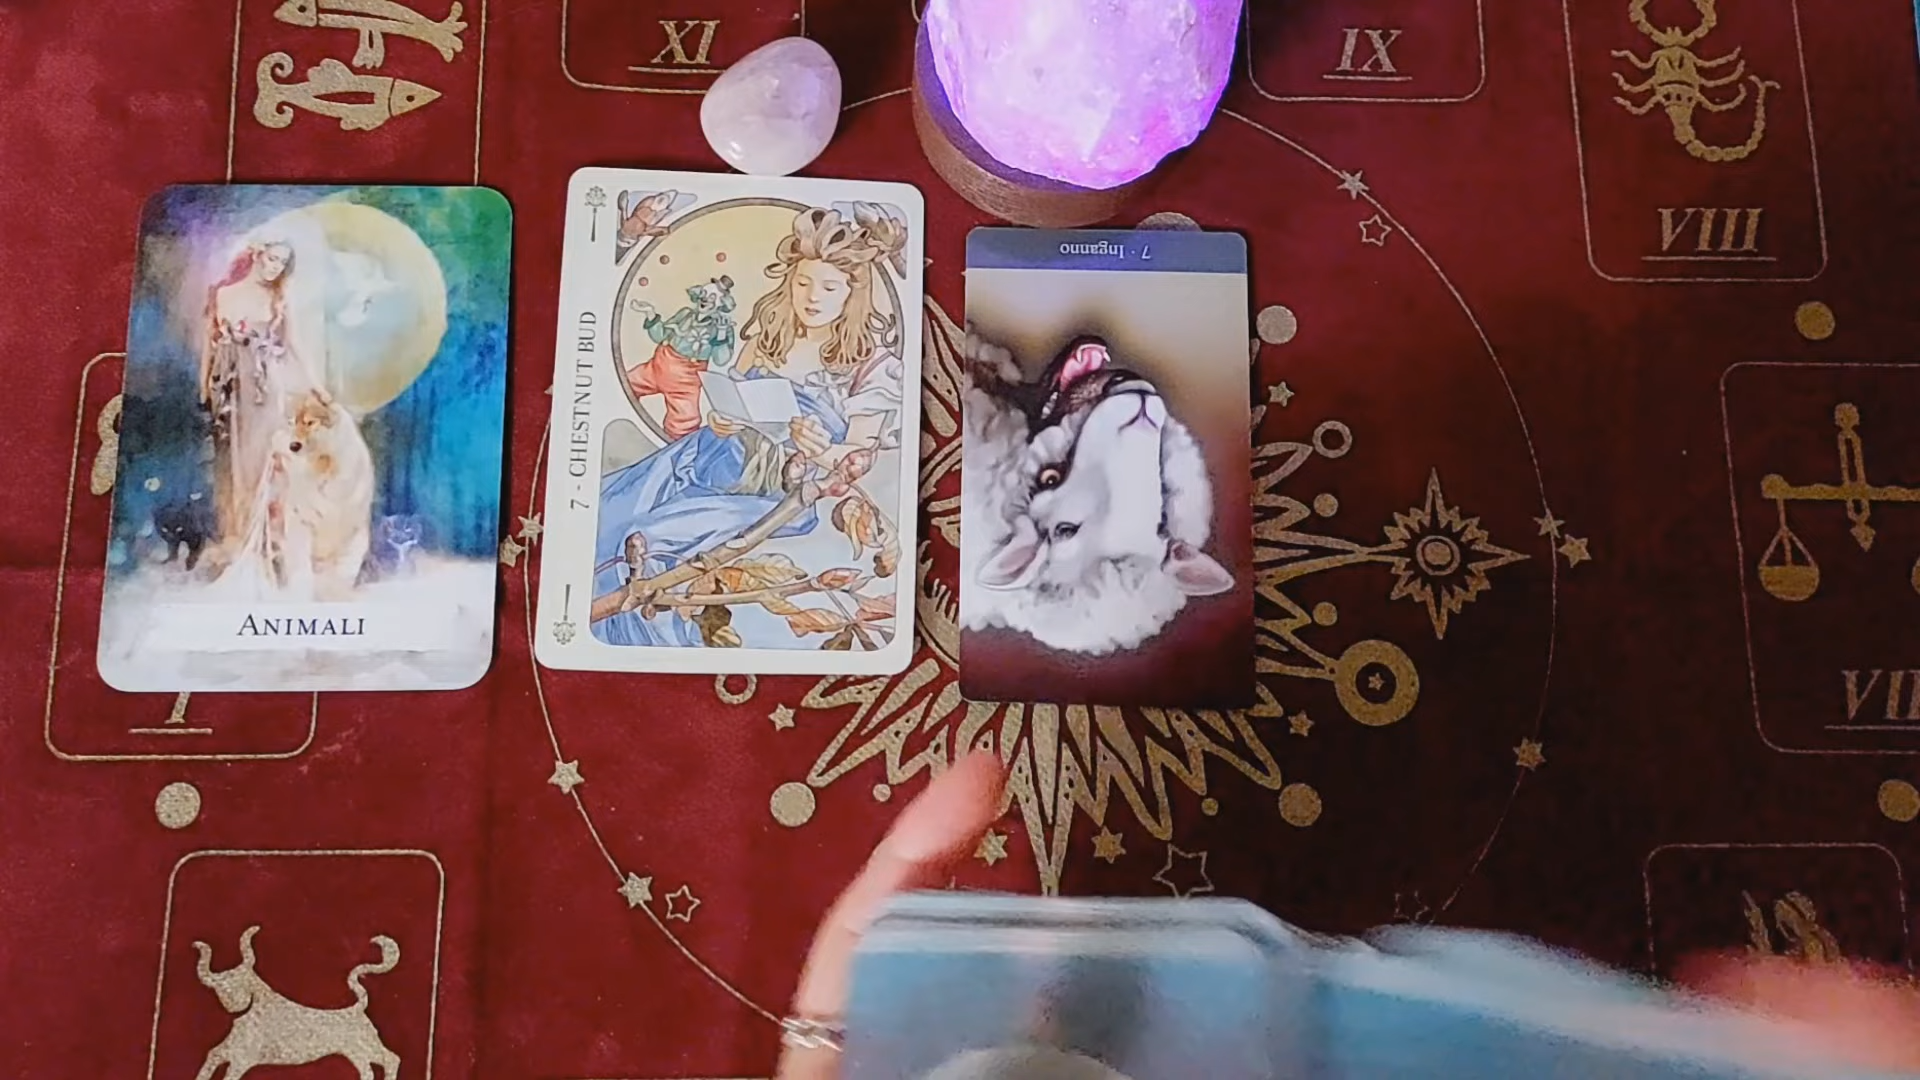 XI
IX
VIII
7 · Inganno
7 - CHESTNUT BUD
ANIMALI
VII
I